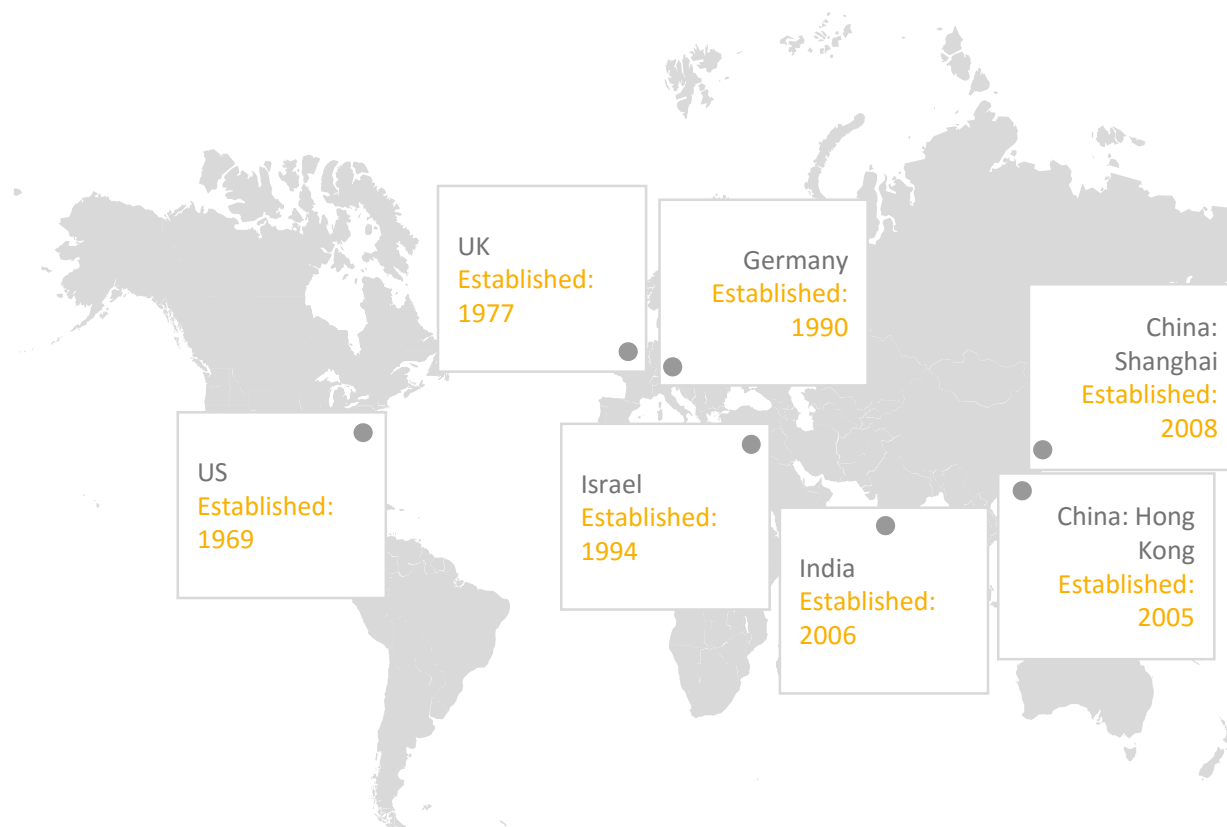 UK
Established:
1977
Germany
Established:
1990
China:
Shanghai
Established:
2008
US
Established:
1969
Israel
Established:
1994
India
Established:
2006
China: Hong
Kong
Established:
2005